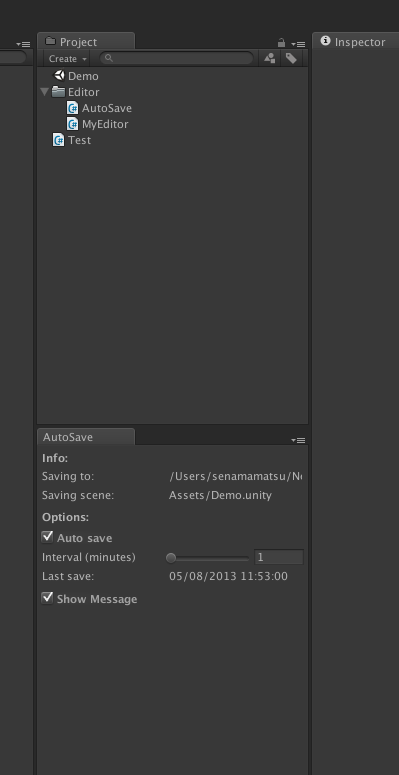 Project
Inspector
Create
Demo
Editor
AutoSave
MyEditor
Test
AutoSave
Info:
Saving to: /Users/senamamatsu/Ne
Saving scene: Assets/Demo.unity
Options:
Auto save
Interval (minutes) 1
Last save: 05/08/2013 11:53:00
Show Message